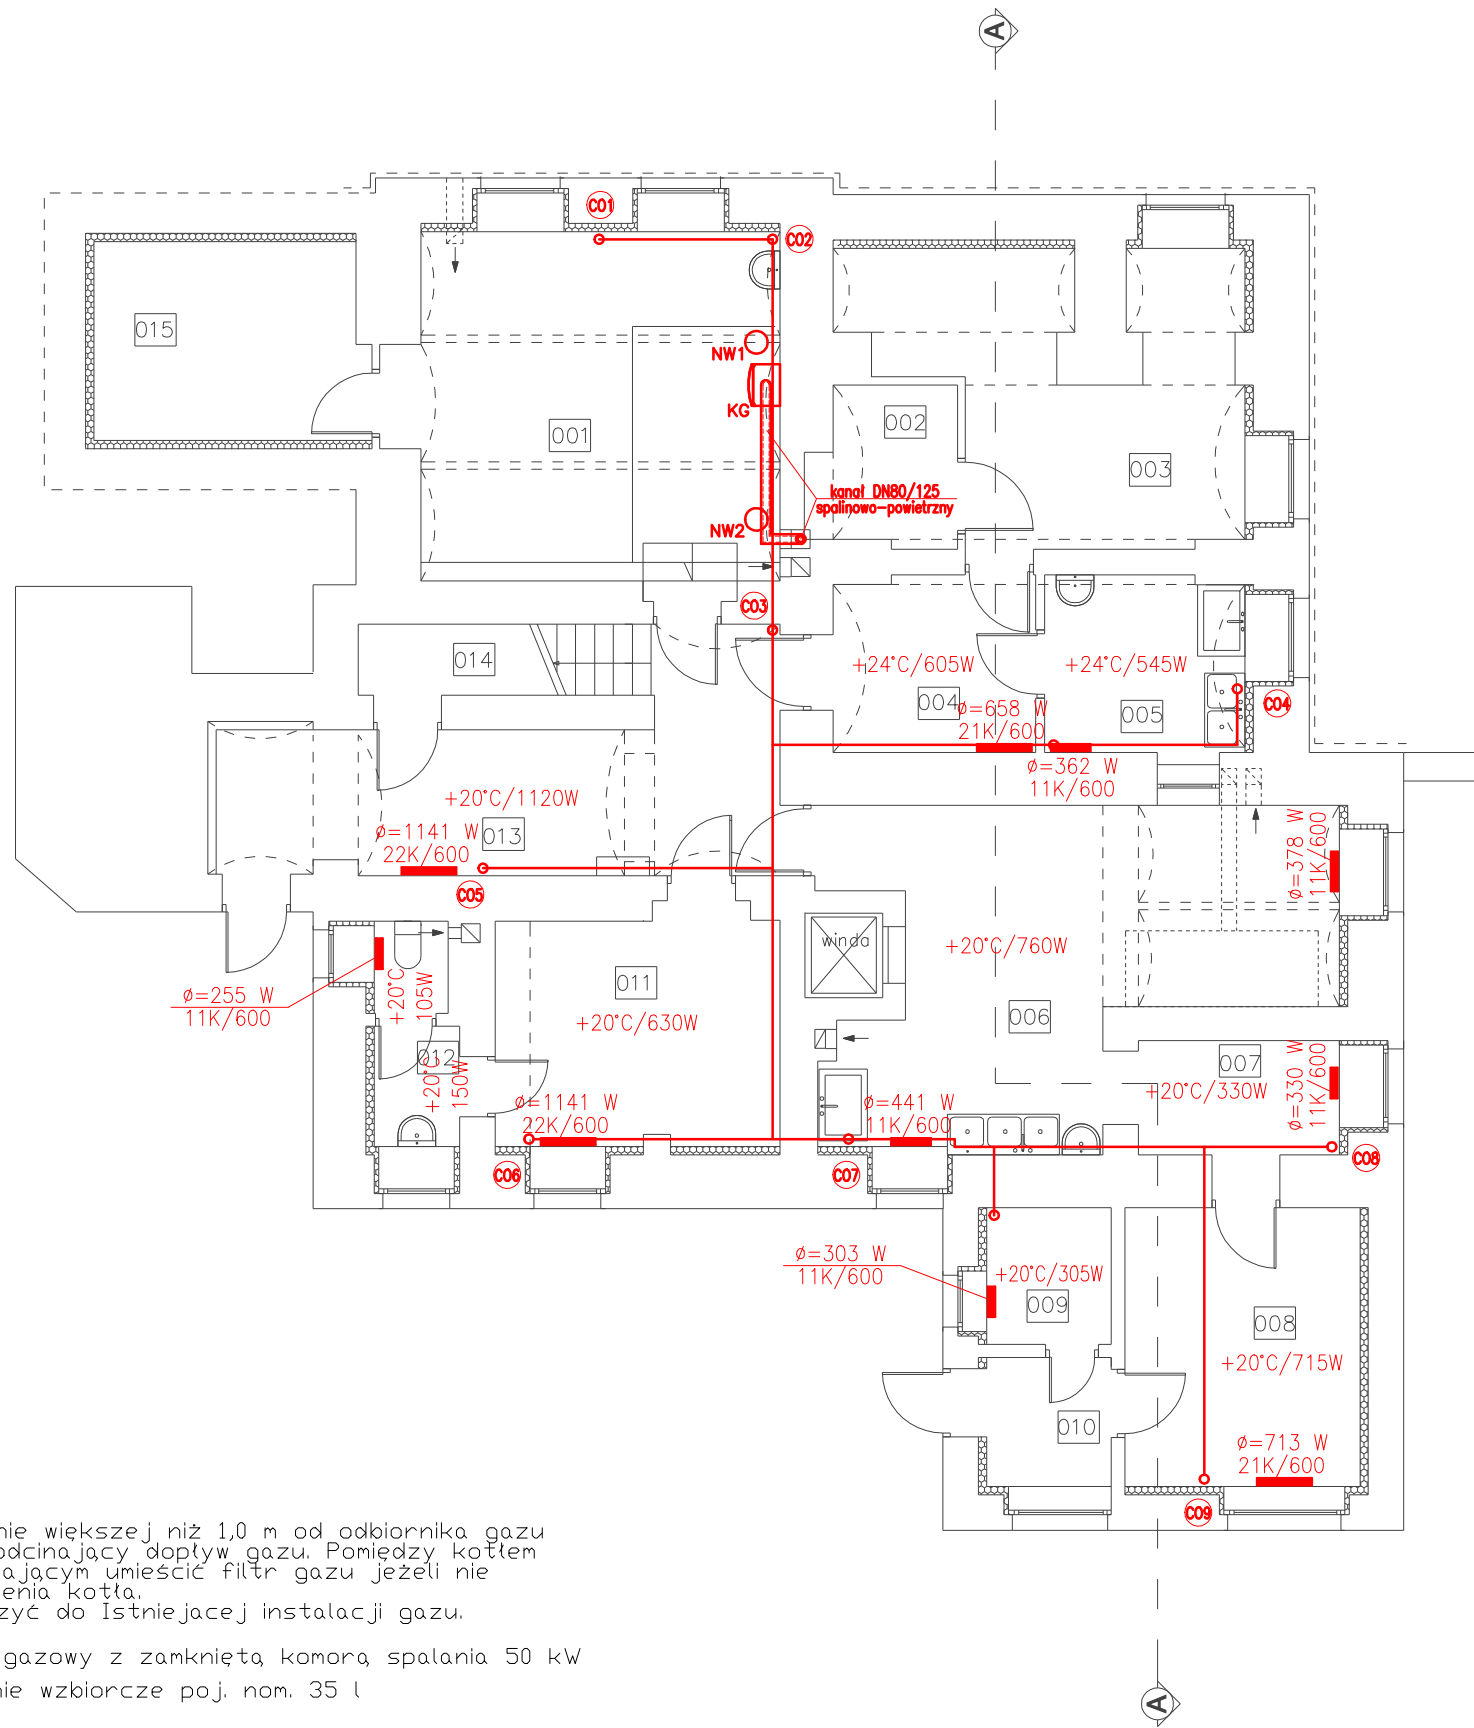 A
C01
C02
015
NW1
KG
001
002
003
kanał DN80/125
spalinowo-powietrzny
NW2
C03
014
+24°C/605W
+24°C/545W
004
005
C04
ø=658 W
21K/600
ø=362 W
11K/600
+20°C/1120W
013
ø=1141 W
22K/600
C05
ø=378 W
11K/600
winda
+20°C/760W
011
+20°C/630W
+20°C
105W
ø=255 W
11K/600
006
012
+20°C
150W
007
+20°C/330W
ø=330 W
11K/600
ø=1141 W
22K/600
ø=441 W
11K/600
C06
C07
C08
ø=303 W
11K/600
+20°C/305W
009
008
+20°C/715W
010
ø=713 W
21K/600
C09
nie większej niż 1,0 m od odbiornika gazu
odcinający dopływ gazu. Pomiędzy kotłem
ającym umieścić filtr gazu jeżeli nie
enia kotła.
zyć do Istniejacej instalacji gazu.
gazowy z zamkniętą komorą spalania 50 kW
nie wzbiorcze poj. nom. 35 l
A